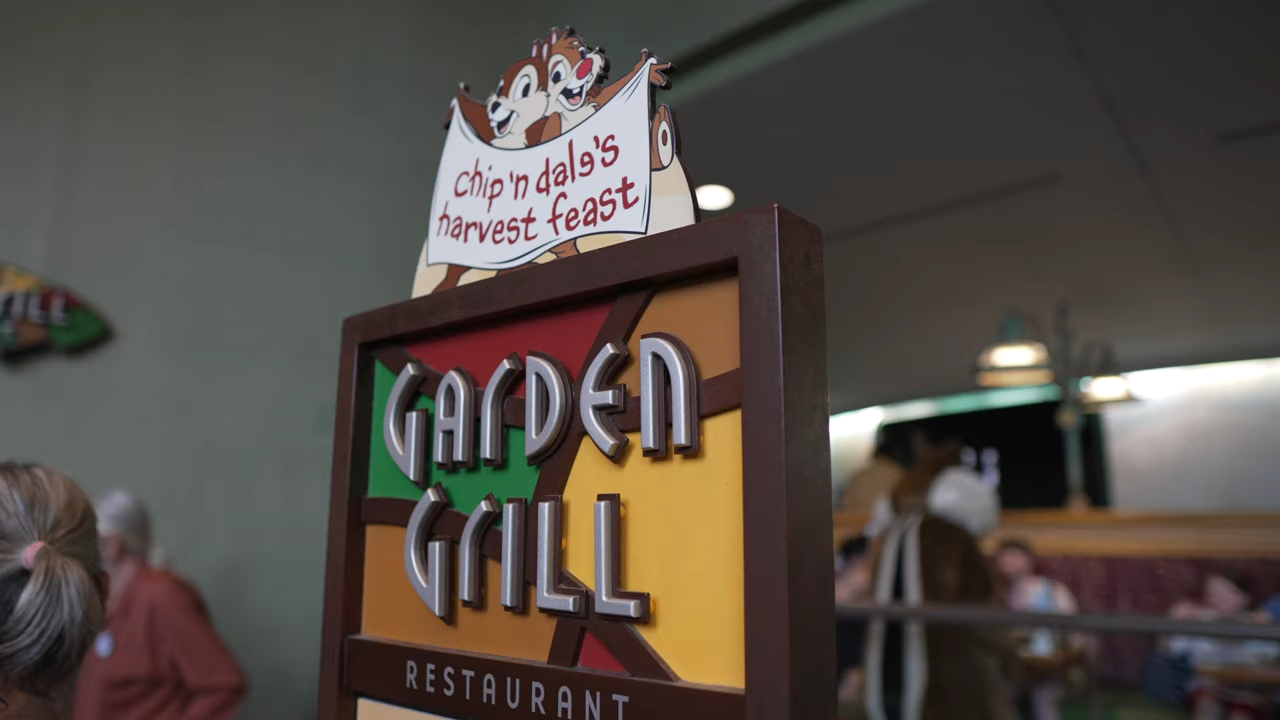 chip 'n dale's
harvest feast
GARDEN
GRILL
RESTAURANT